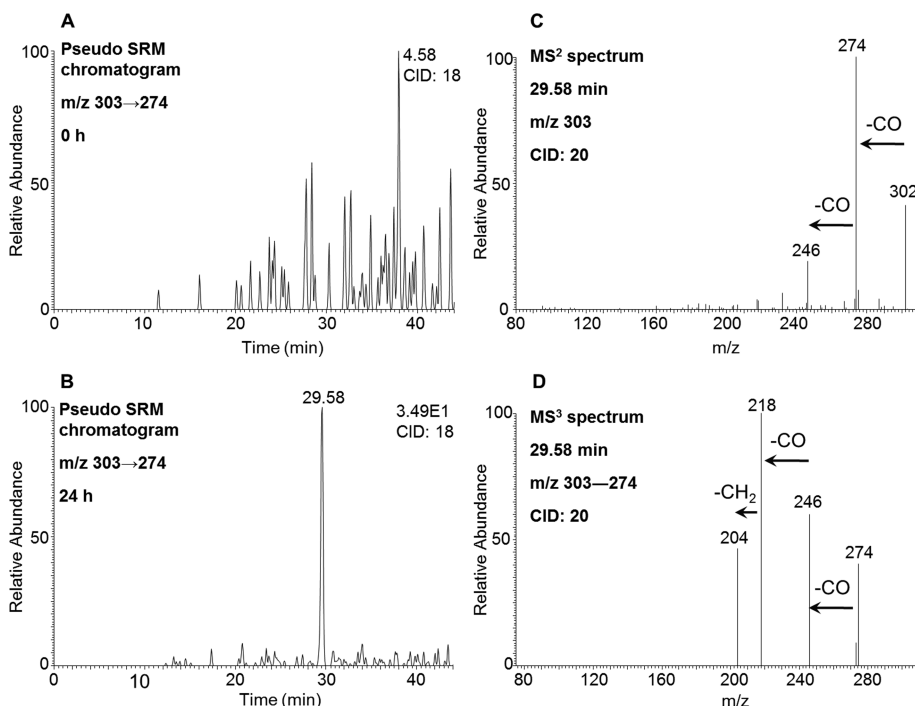 A
Pseudo SRM
chromatogram
m/z 303→274
0 h
4.58
CID: 18
100
50
0
Relative Abundance
0 10 20 30 40
Time (min)
B
Pseudo SRM
chromatogram
m/z 303→274
24 h
29.58
3.49E1
CID: 18
100
50
0
Relative Abundance
0 10 20 30 40
Time (min)
C
MS² spectrum
29.58 min
m/z 303
CID: 20
274
-CO
-CO
302
246
100
50
0
Relative Abundance
80 120 160 200 240 280
m/z
D
MS³ spectrum
29.58 min
m/z 303—274
CID: 20
218
-CO
-CH₂
246
204
274
-CO
100
50
0
Relative Abundance
80 120 160 200 240 280
m/z